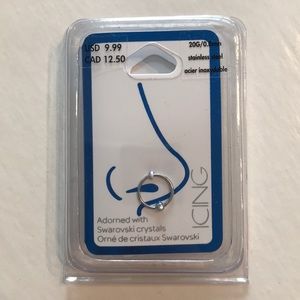 USD 9.99
CAD 12.50
20G/0.8mm
stainless steel
acier inoxydable
ICING
Adorned with
Swarovski crystals
Orné de cristaux Swarovski